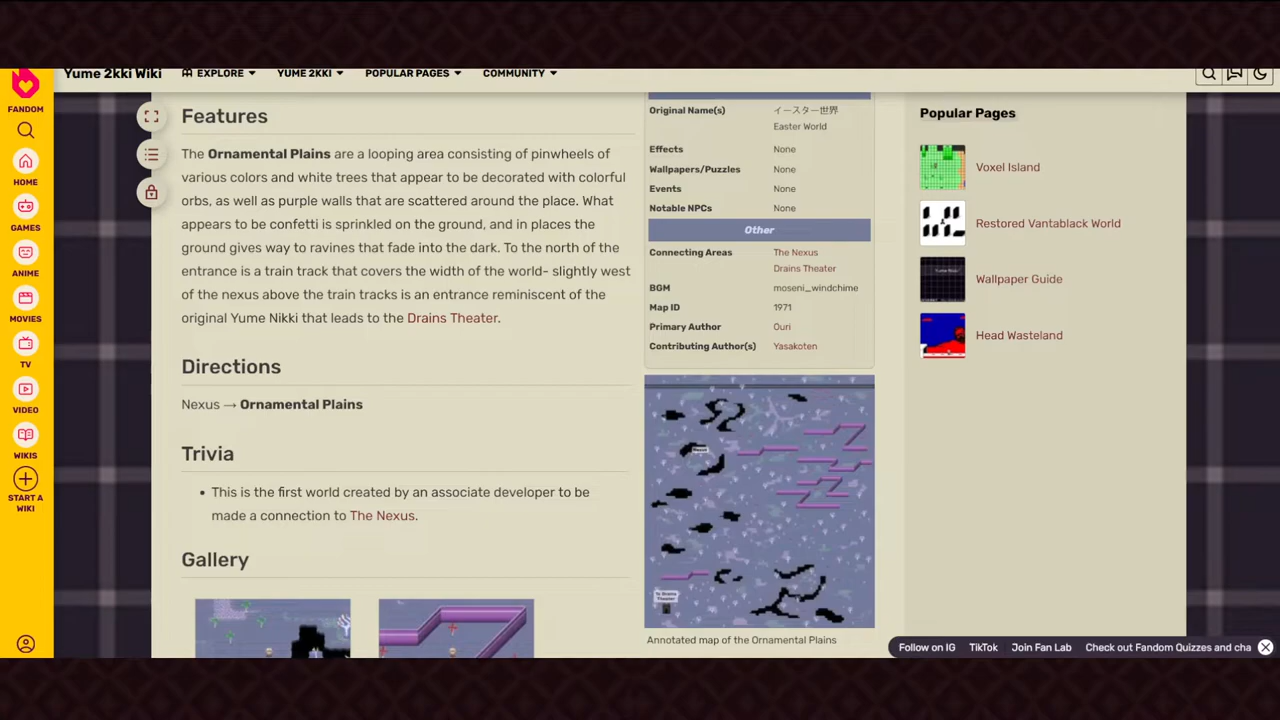 Yume 2kki Wiki
EXPLORE
YUME 2KKI
POPULAR PAGES
COMMUNITY
FANDOM
HOME
GAMES
ANIME
MOVIES
TV
VIDEO
WIKIS
START A
WIKI
Features
The Ornamental Plains are a looping area consisting of pinwheels of
various colors and white trees that appear to be decorated with colorful
orbs, as well as purple walls that are scattered around the place. What
appears to be confetti is sprinkled on the ground, and in places the
ground gives way to ravines that fade into the dark. To the north of the
entrance is a train track that covers the width of the world- slightly west
of the nexus above the train tracks is an entrance reminiscent of the
original Yume Nikki that leads to the Drains Theater.
Directions
Nexus → Ornamental Plains
Trivia
• This is the first world created by an associate developer to be
made a connection to The Nexus.
Gallery
Original Name(s) イースター世界
Easter World
Effects None
Wallpapers/Puzzles None
Events None
Notable NPCs None
Other
Connecting Areas The Nexus
Drains Theater
BGM moseni_windchime
Map ID 1971
Primary Author Ouri
Contributing Author(s) Yasakoten
Annotated map of the Ornamental Plains
Popular Pages
Voxel Island
Restored Vantablack World
Wallpaper Guide
Head Wasteland
Follow on IG TikTok Join Fan Lab Check out Fandom Quizzes and cha